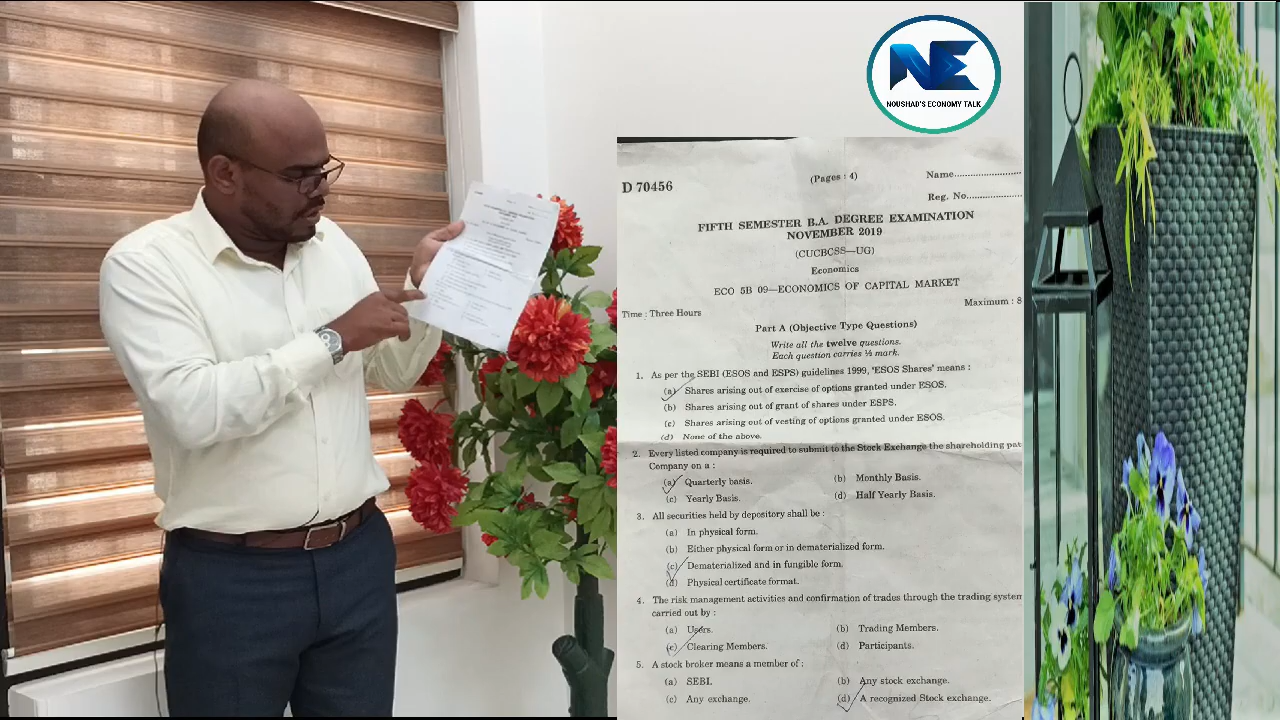 NE
NOUSHAD'S ECONOMY TALK
D 70456
(Pages : 4)
Name......................
Reg. No...................
FIFTH SEMESTER B.A. DEGREE EXAMINATION
NOVEMBER 2019
(CUCBCSS—UG)
Economics
ECO 5B 09—ECONOMICS OF CAPITAL MARKET
Time : Three Hours
Maximum : 8
Part A (Objective Type Questions)
Write all the twelve questions.
Each question carries ½ mark.
1. As per the SEBI (ESOS and ESPS) guidelines 1999, 'ESOS Shares' means :
(a) Shares arising out of exercise of options granted under ESOS.
(b) Shares arising out of grant of shares under ESPS.
(c) Shares arising out of vesting of options granted under ESOS.
(d) None of the above.
2. Every listed company is required to submit to the Stock Exchange the shareholding pat
Company on a :
(a) Quarterly basis. (b) Monthly Basis.
(c) Yearly Basis. (d) Half Yearly Basis.
3. All securities held by depository shall be :
(a) In physical form.
(b) Either physical form or in dematerialized form.
(c) Dematerialized and in fungible form.
(d) Physical certificate format.
4. The risk management activities and confirmation of trades through the trading system
carried out by :
(a) Users. (b) Trading Members.
(c) Clearing Members. (d) Participants.
5. A stock broker means a member of :
(a) SEBI. (b) Any stock exchange.
(c) Any exchange. (d) A recognized Stock exchange.